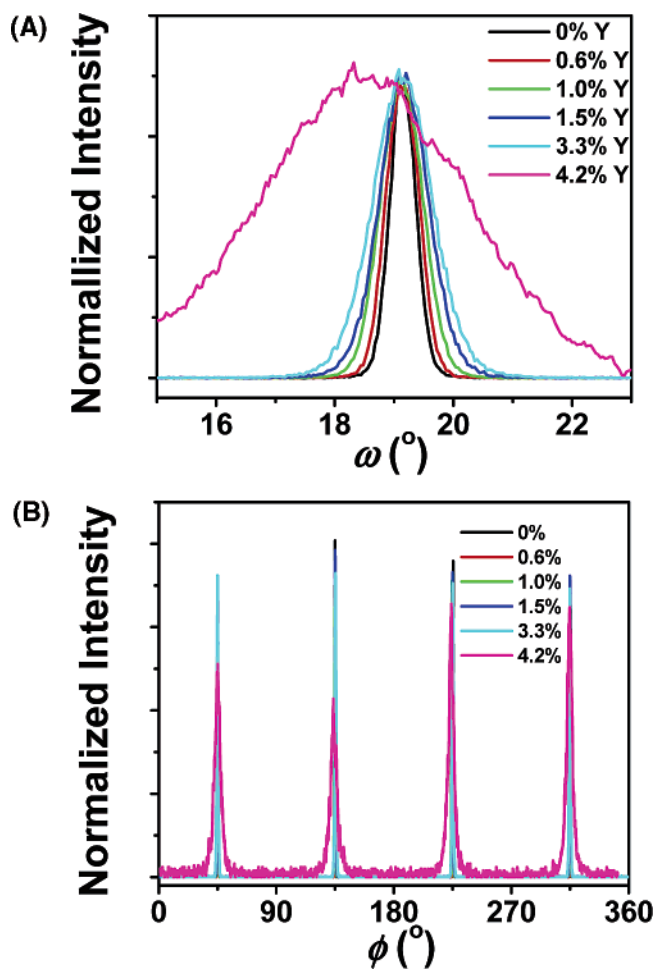 (A)
Normallized Intensity
0% Y
0.6% Y
1.0% Y
1.5% Y
3.3% Y
4.2% Y
16 18 20 22
ω (°)
(B)
Normalized Intensity
0%
0.6%
1.0%
1.5%
3.3%
4.2%
0 90 180 270 360
ϕ (°)